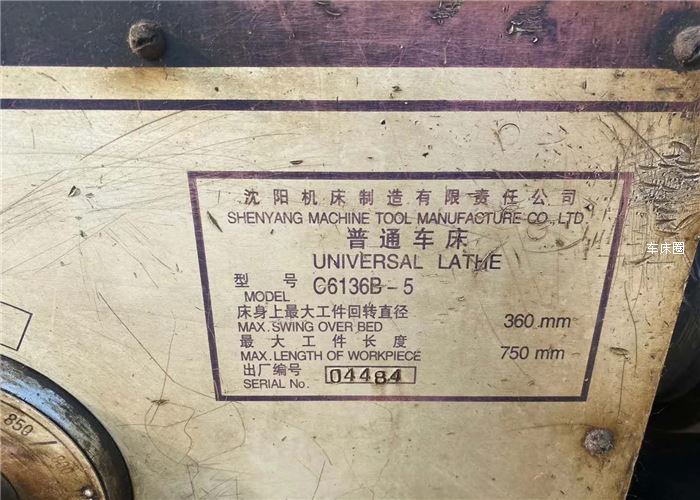 沈阳机床制造有限责任公司
SHENYANG MACHINE TOOL MANUFACTURE CO., LTD.
普通车床
UNIVERSAL LATHE
型 号 C6136B-5
MODEL
床身上最大工件回转直径 360 mm
MAX. SWING OVER BED
最大工件长度 750 mm
MAX. LENGTH OF WORKPIECE
出厂编号 04484
SERIAL No.
车床圈
850